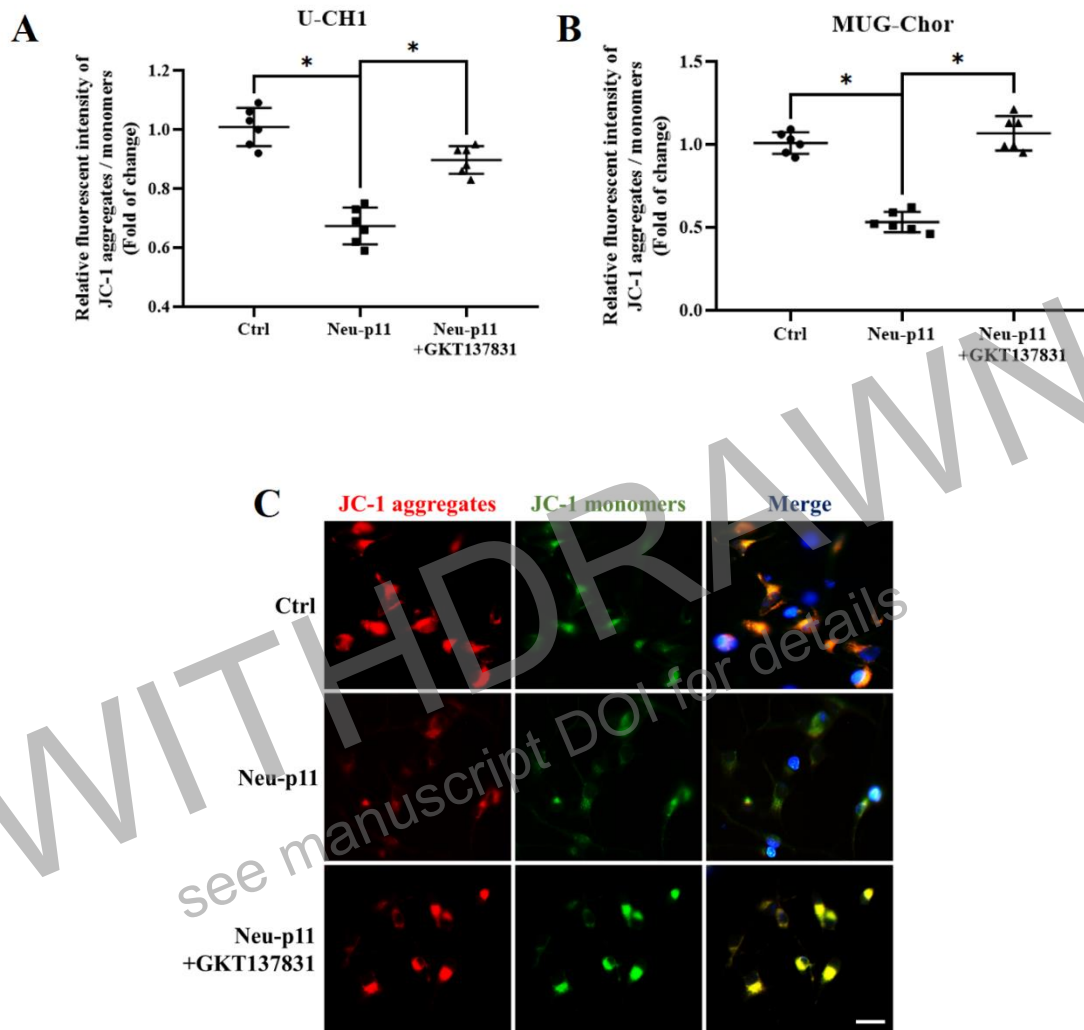 A
U-CH1
Relative fluorescent intensity of
JC-1 aggregates / monomers
(Fold of change)
1.2
1.0
0.8
0.6
0.4
*
*
Ctrl
Neu-p11
Neu-p11
+GKT137831
B
MUG-Chor
Relative fluorescent intensity of
JC-1 aggregates / monomers
(Fold of change)
1.5
1.0
0.5
0.0
*
*
Ctrl
Neu-p11
Neu-p11
+GKT137831
C
JC-1 aggregates
JC-1 monomers
Merge
Ctrl
Neu-p11
Neu-p11
+GKT137831
WITHDRAWN
see manuscript DOI for details